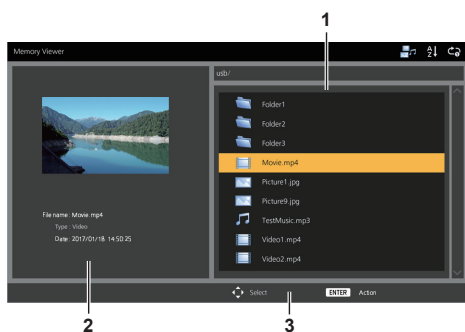 1
Memory Viewer
usb/
Folder1
Folder2
Folder3
Movie.mp4
Picture1.jpg
Picture9.jpg
TestMusic.mp3
Video1.mp4
Video2.mp4
File name : Movie.mp4
Type : Video
Date : 2017/01/18 14:50:25
Select ENTER Action
2 3